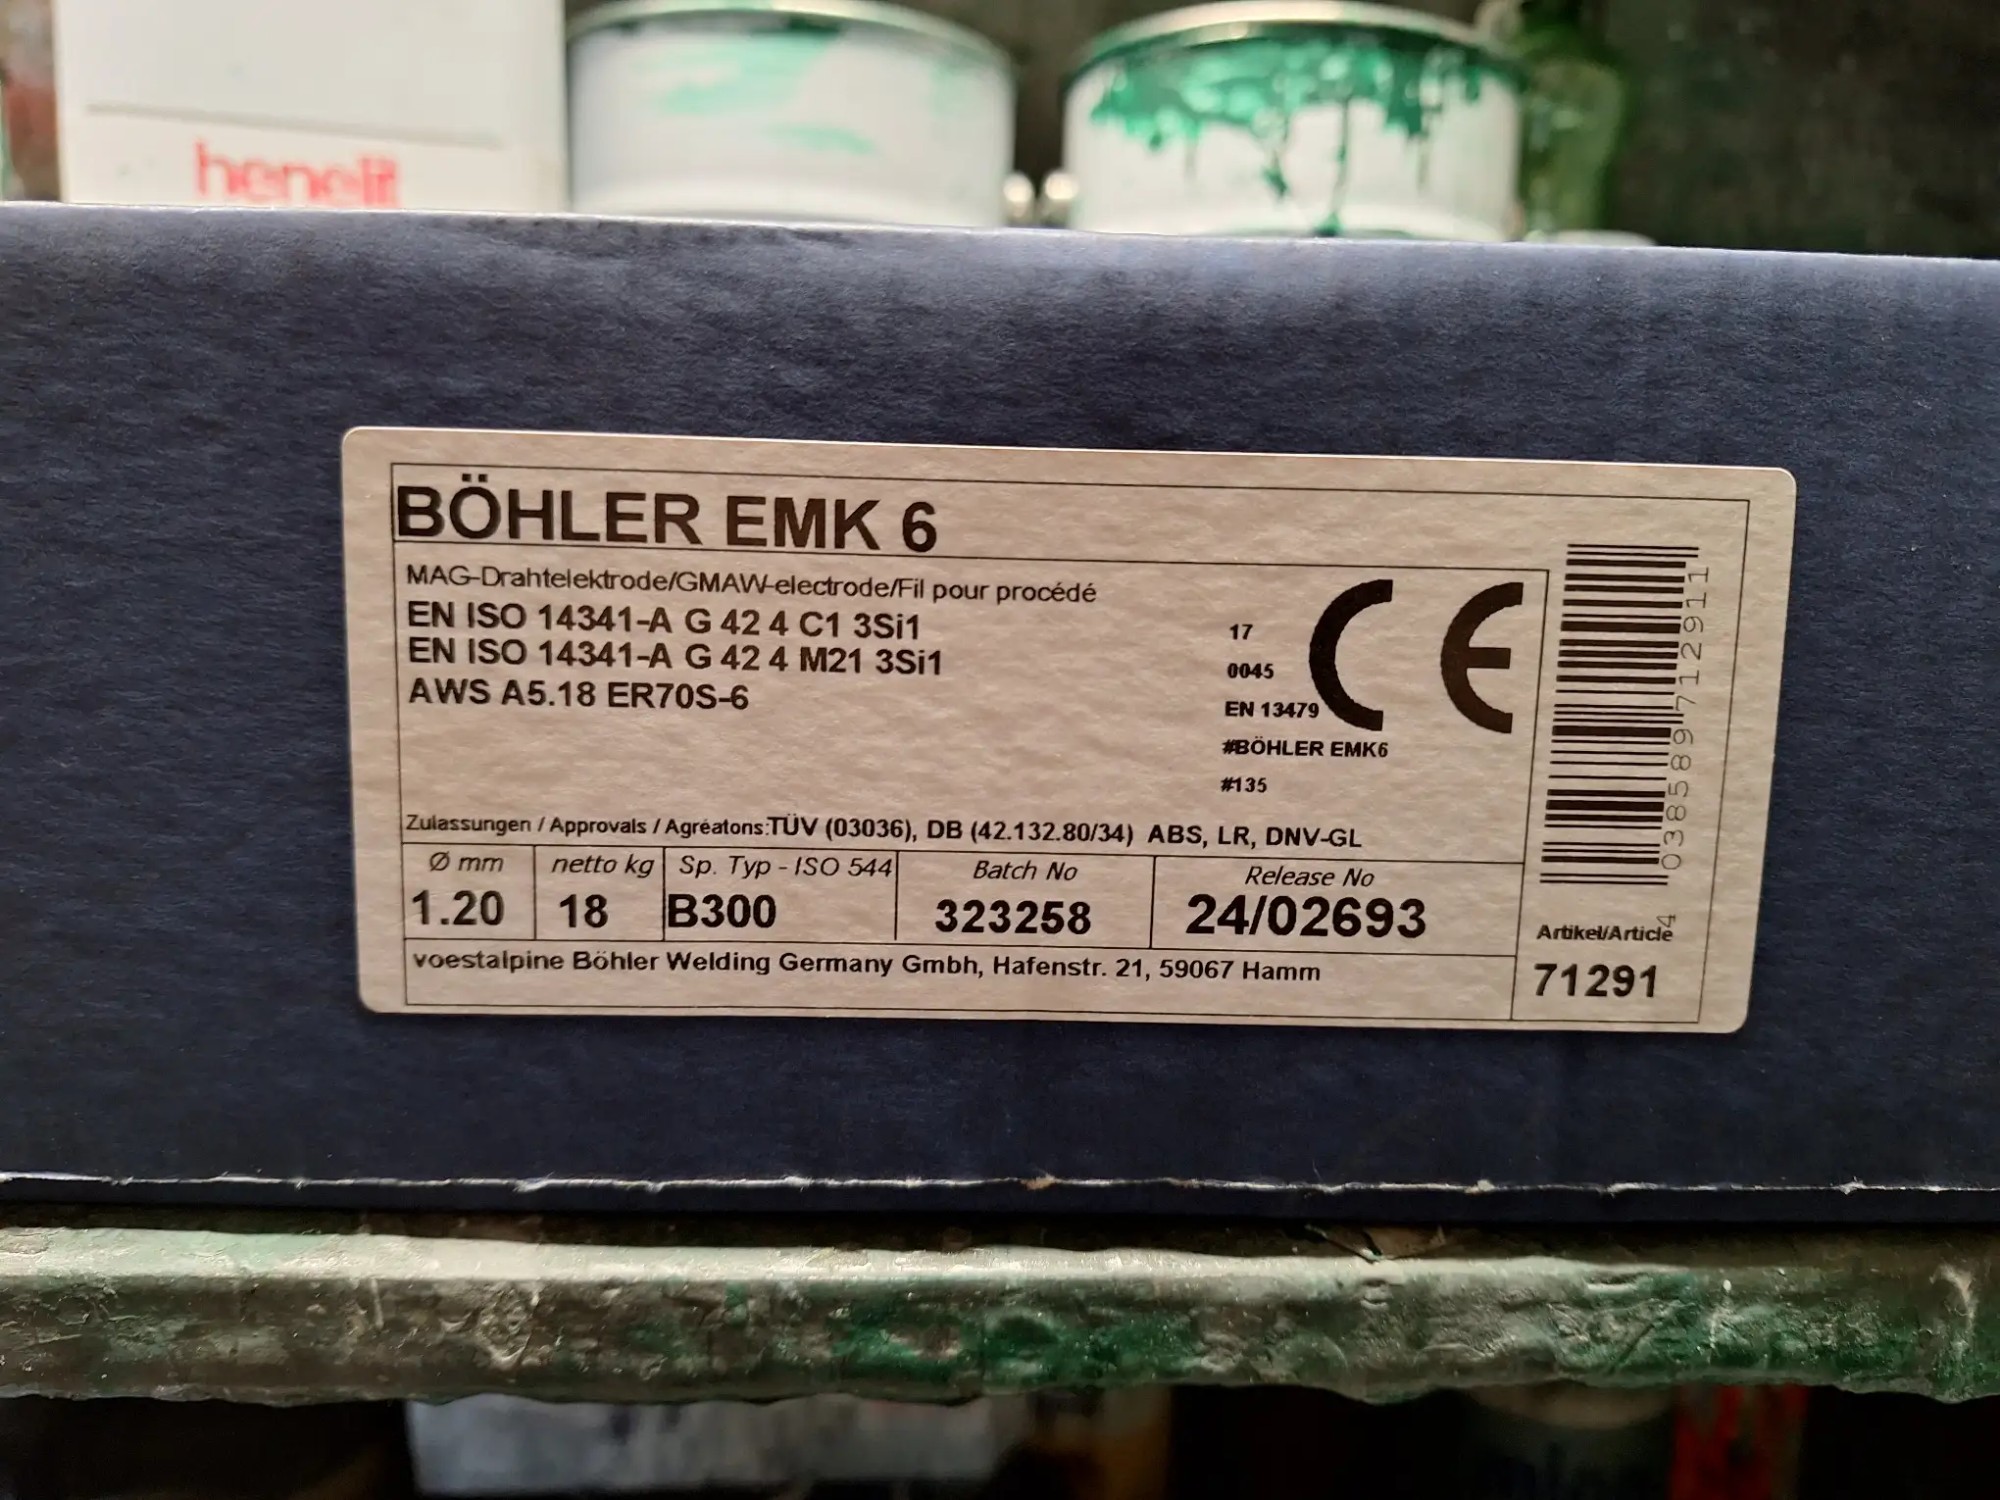 henelit
BÖHLER EMK 6
MAG-Drahtelektrode/GMAW-electrode/Fil pour procédé
EN ISO 14341-A G 42 4 C1 3Si1
EN ISO 14341-A G 42 4 M21 3Si1
AWS A5.18 ER70S-6
17
0045
EN 13479
#BÖHLER EMK6
#135
CE
Zulassungen / Approvals / Agréatons:TÜV (03036), DB (42.132.80/34) ABS, LR, DNV-GL
Ø mm netto kg Sp. Typ - ISO 544 Batch No Release No
1.20 18 B300 323258 24/02693
voestalpine Böhler Welding Germany Gmbh, Hafenstr. 21, 59067 Hamm
0385897129114
Artikel/Article
71291